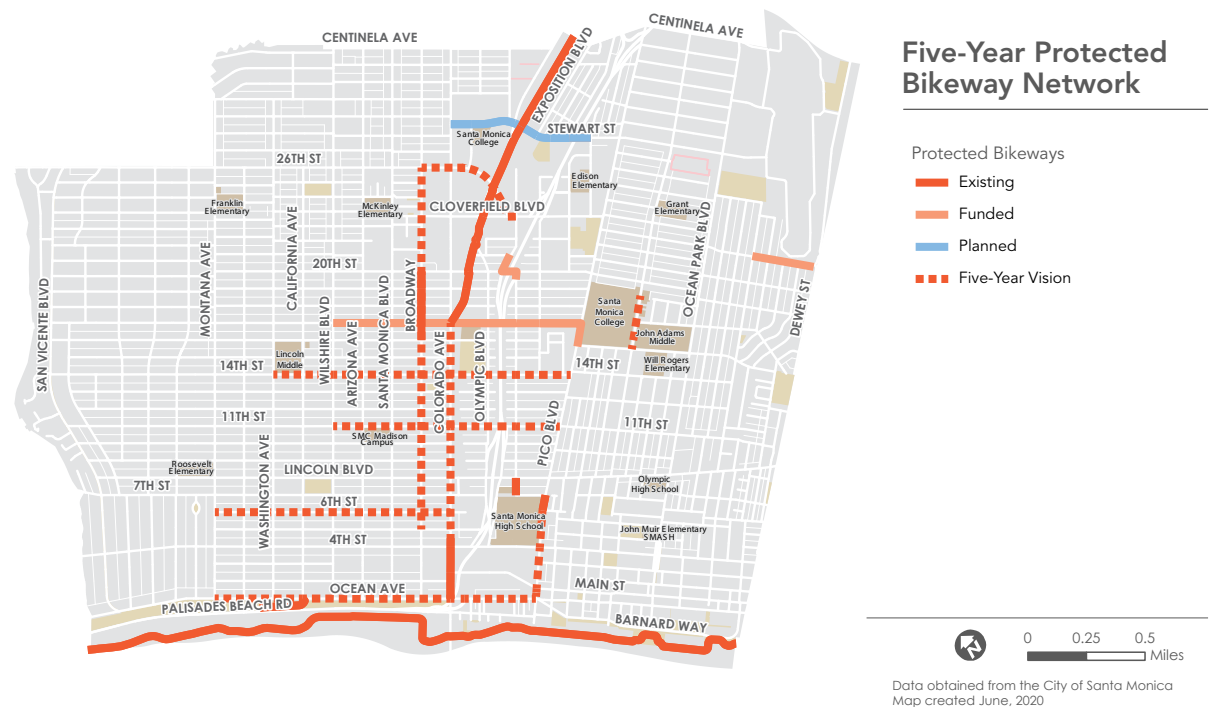 CENTINELA AVE
CENTINELA AVE
EXPOSITION BLVD
STEWART ST
Santa Monica
College
26TH ST
Edison
Elementary
Franklin
Elementary
McKinley
Elementary
CLOVERFIELD BLVD
Grant
Elementary
MONTANA AVE
CALIFORNIA AVE
20TH ST
BROADWAY
OCEAN PARK BLVD
SAN VICENTE BLVD
WILSHIRE BLVD
ARIZONA AVE
SANTA MONICA BLVD
COLORADO AVE
OLYMPIC BLVD
Santa
Monica
College
DEWEY ST
John Adams
Middle
Lincoln
Middle
14TH ST
14TH ST
Will Rogers
Elementary
11TH ST
11TH ST
PICO BLVD
SMC Madison
Campus
WASHINGTON AVE
Roosevelt
Elementary
LINCOLN BLVD
7TH ST
Olympic
High School
6TH ST
Santa Monica
High School
John Muir Elementary
SMASH
4TH ST
OCEAN AVE
MAIN ST
PALISADES BEACH RD
BARNARD WAY
Five-Year Protected
Bikeway Network
Protected Bikeways
Existing
Funded
Planned
Five-Year Vision
N
0 0.25 0.5
Miles
Data obtained from the City of Santa Monica
Map created June, 2020